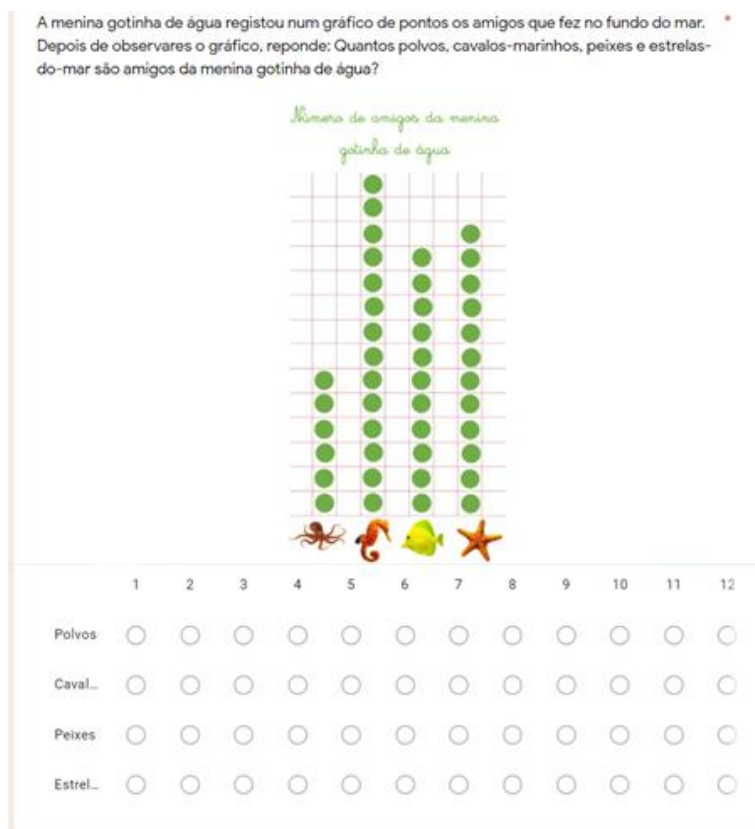 A menina gotinha de água registou num gráfico de pontos os amigos que fez no fundo do mar. *
Depois de observares o gráfico, reponde: Quantos polvos, cavalos-marinhos, peixes e estrelas-
do-mar são amigos da menina gotinha de água?
Número de amigos da menina
gotinha de água
1 2 3 4 5 6 7 8 9 10 11 12
Polvos
Caval...
Peixes
Estrel...